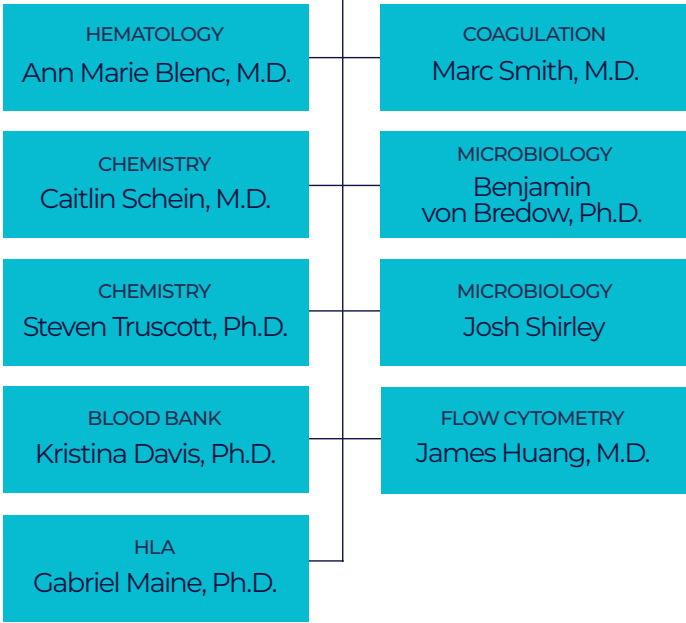 HEMATOLOGY
Ann Marie Blenc, M.D.
COAGULATION
Marc Smith, M.D.
CHEMISTRY
Caitlin Schein, M.D.
MICROBIOLOGY
Benjamin
von Bredow, Ph.D.
CHEMISTRY
Steven Truscott, Ph.D.
MICROBIOLOGY
Josh Shirley
BLOOD BANK
Kristina Davis, Ph.D.
FLOW CYTOMETRY
James Huang, M.D.
HLA
Gabriel Maine, Ph.D.